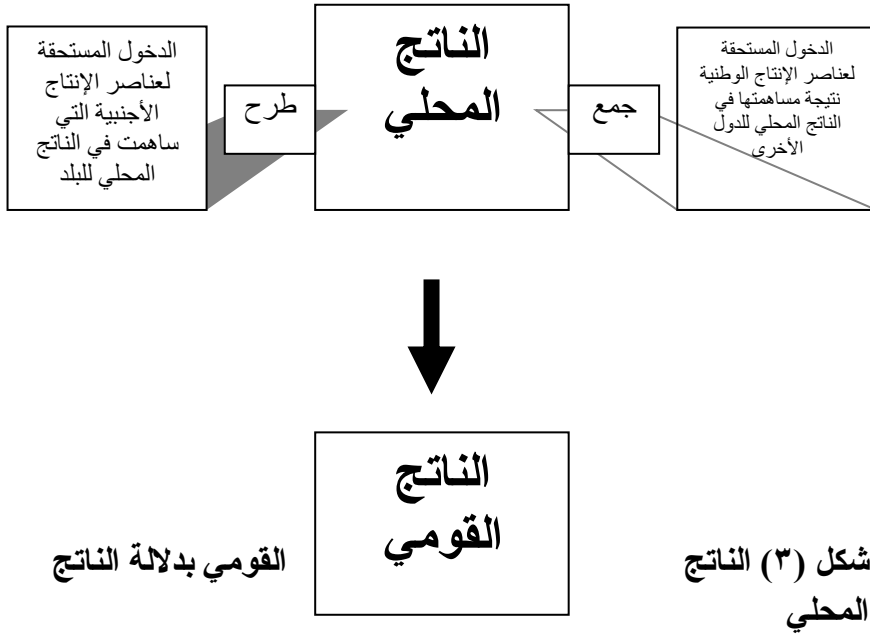 الدخول المستحقة
لعناصر الإنتاج الوطنية
نتيجة مساهمتها في
الناتج المحلي للدول
الأخرى
جمع
الناتج
المحلي
طرح
الدخول المستحقة
لعناصر الإنتاج
الأجنبية التي
ساهمت في الناتج
المحلي للبلد
الناتج
القومي
شكل (٣) الناتج
القومي بدلالة الناتج
المحلي